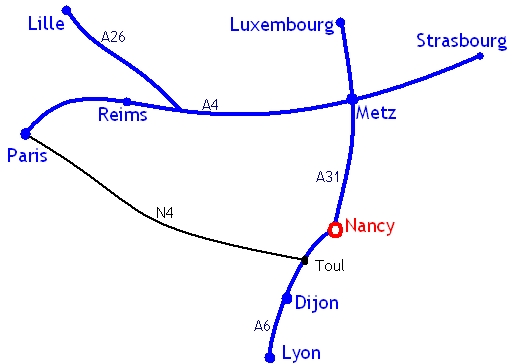 Lille
Luxembourg
A26
Strasbourg
A4
Reims
Metz
Paris
A31
N4
Nancy
Toul
Dijon
A6
Lyon